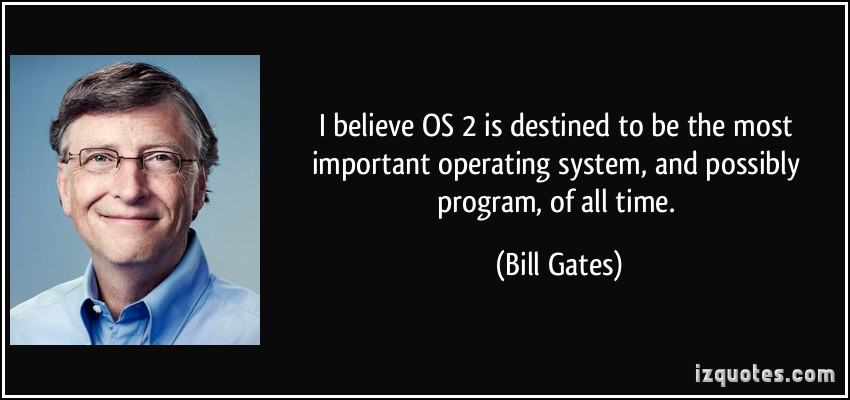 I believe OS 2 is destined to be the most
important operating system, and possibly
program, of all time.
(Bill Gates)
izquotes.com